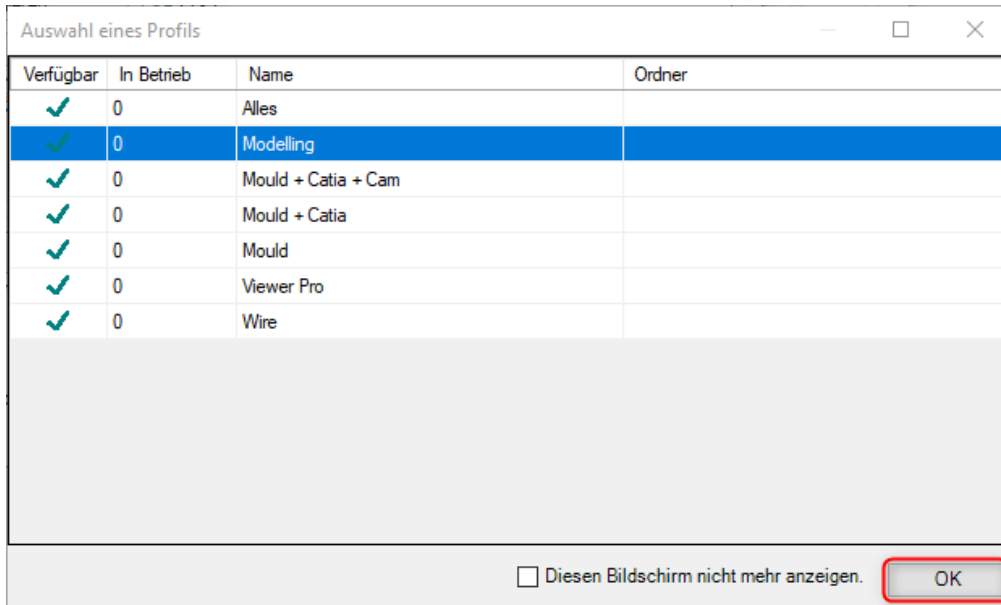 Auswahl eines Profils
Verfügbar In Betrieb Name Ordner
0 Alles
0 Modelling
0 Mould + Catia + Cam
0 Mould + Catia
0 Mould
0 Viewer Pro
0 Wire
Diesen Bildschirm nicht mehr anzeigen. OK